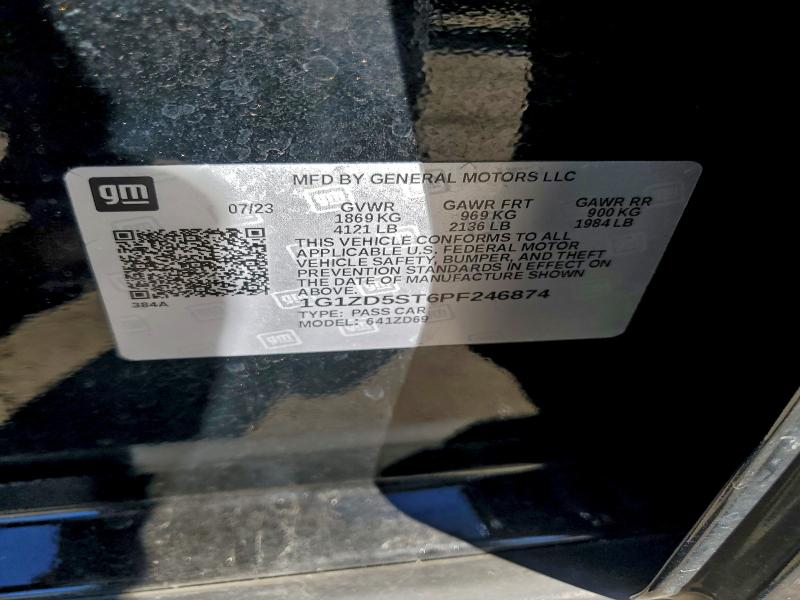 gm
MFD BY GENERAL MOTORS LLC
07/23
GVWR
1869 KG
4121 LB
GAWR FRT
969 KG
2136 LB
GAWR RR
900 KG
1984 LB
THIS VEHICLE CONFORMS TO ALL
APPLICABLE U.S. FEDERAL MOTOR
VEHICLE SAFETY, BUMPER, AND THEFT
PREVENTION STANDARDS IN EFFECT ON
THE DATE OF MANUFACTURE SHOWN
ABOVE.
384A
1G1ZD5ST6PF246874
TYPE: PASS CAR
MODEL: 641ZD69